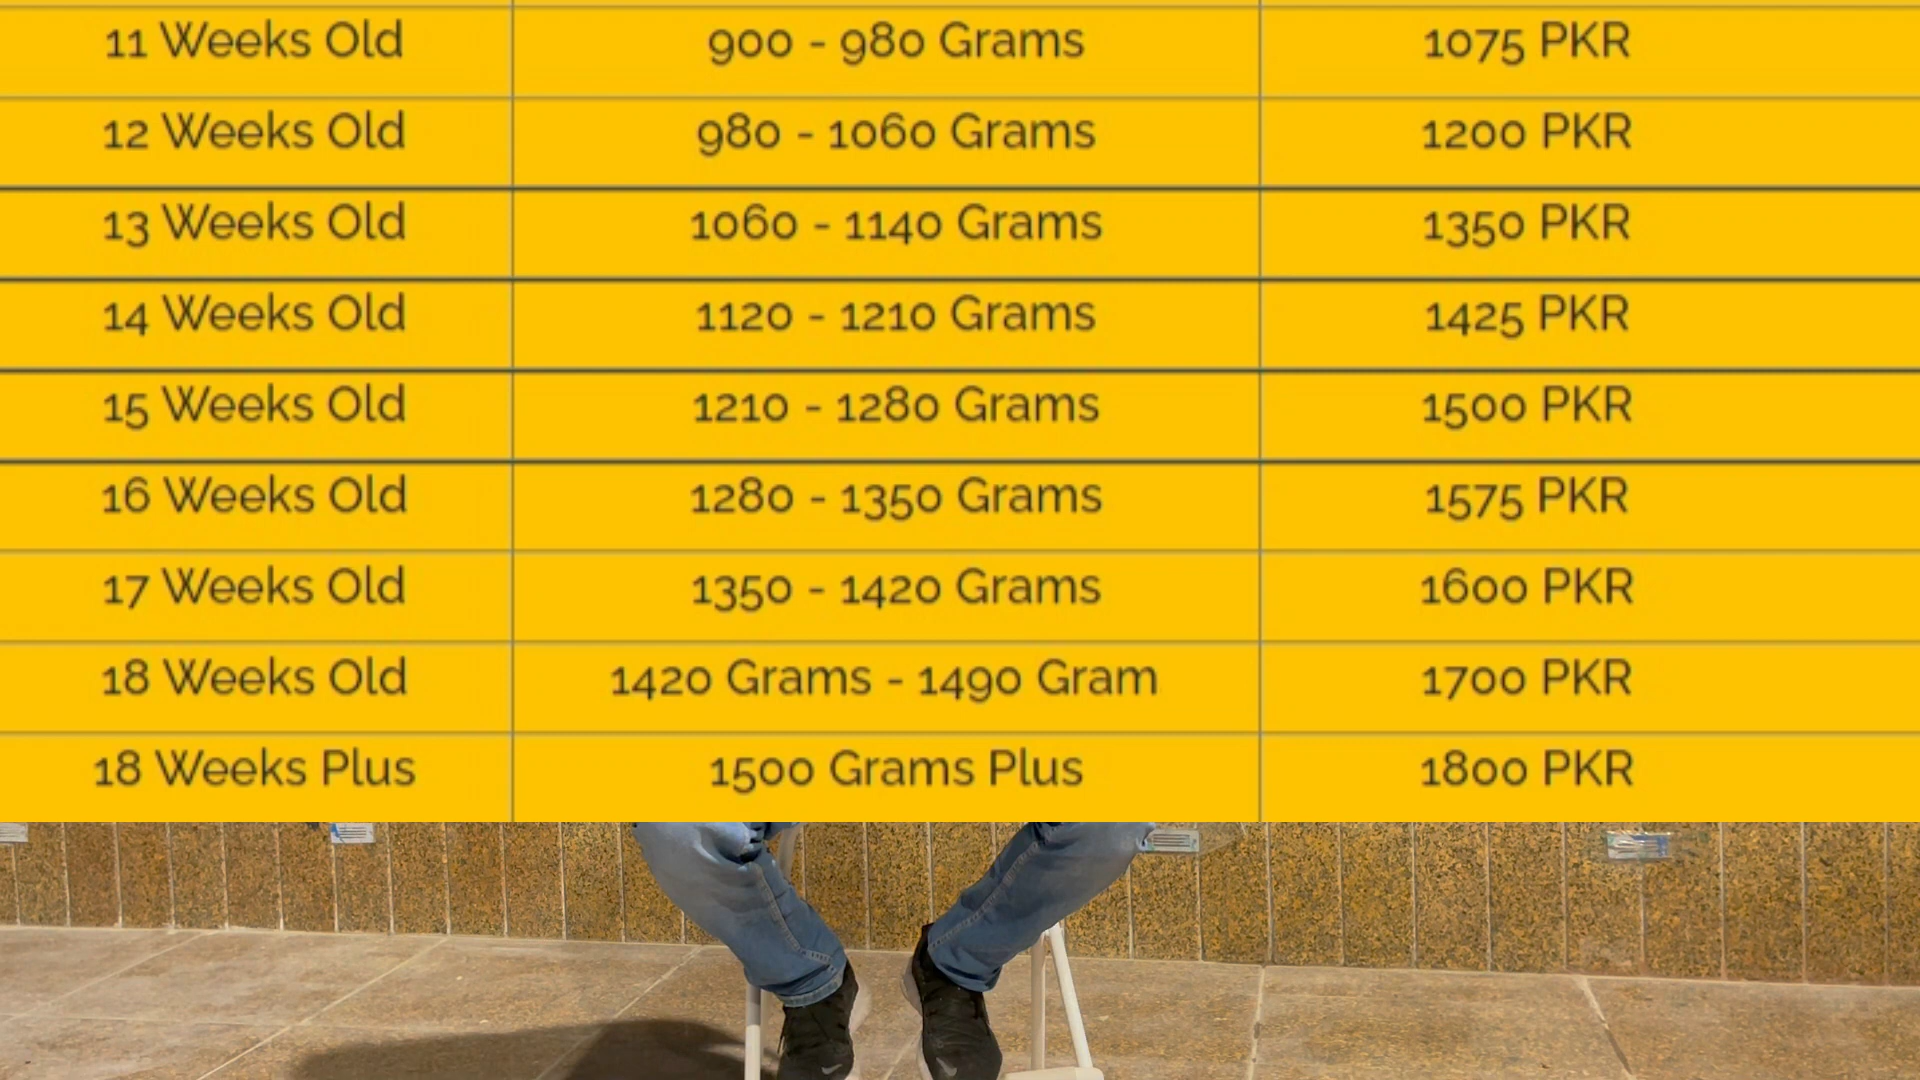 11 Weeks Old 900 - 980 Grams 1075 PKR
12 Weeks Old 980 - 1060 Grams 1200 PKR
13 Weeks Old 1060 - 1140 Grams 1350 PKR
14 Weeks Old 1120 - 1210 Grams 1425 PKR
15 Weeks Old 1210 - 1280 Grams 1500 PKR
16 Weeks Old 1280 - 1350 Grams 1575 PKR
17 Weeks Old 1350 - 1420 Grams 1600 PKR
18 Weeks Old 1420 Grams - 1490 Gram 1700 PKR
18 Weeks Plus 1500 Grams Plus 1800 PKR